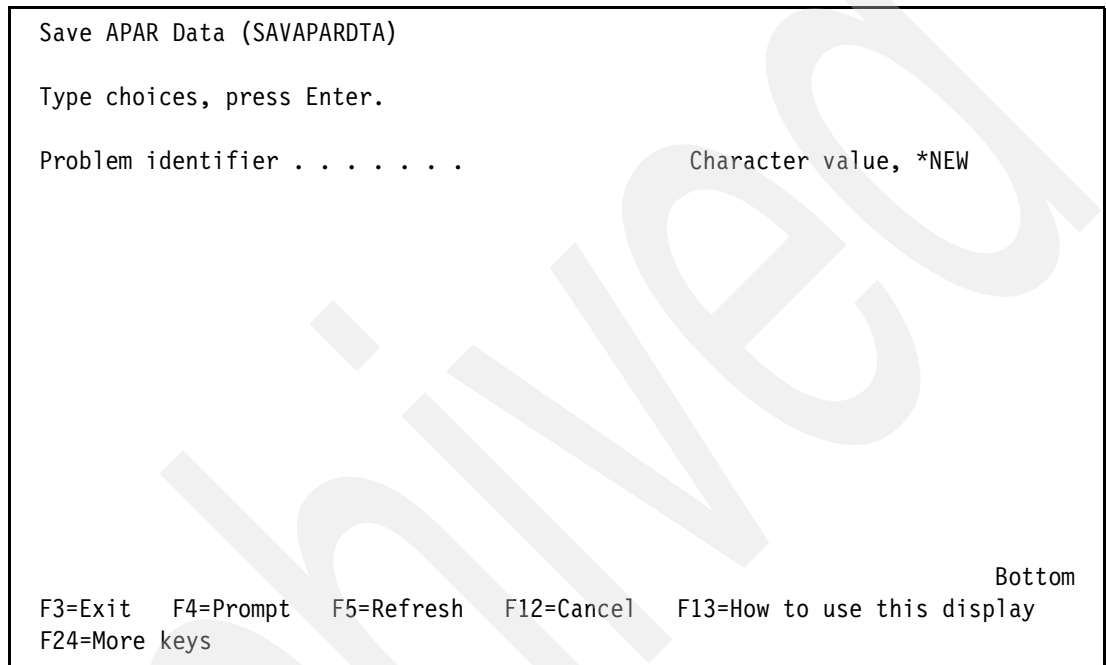 Save APAR Data (SAVAPARDTA)
Type choices, press Enter.
Problem identifier . . . . . . . Character value, *NEW
Bottom
F3=Exit F4=Prompt F5=Refresh F12=Cancel F13=How to use this display
F24=More keys